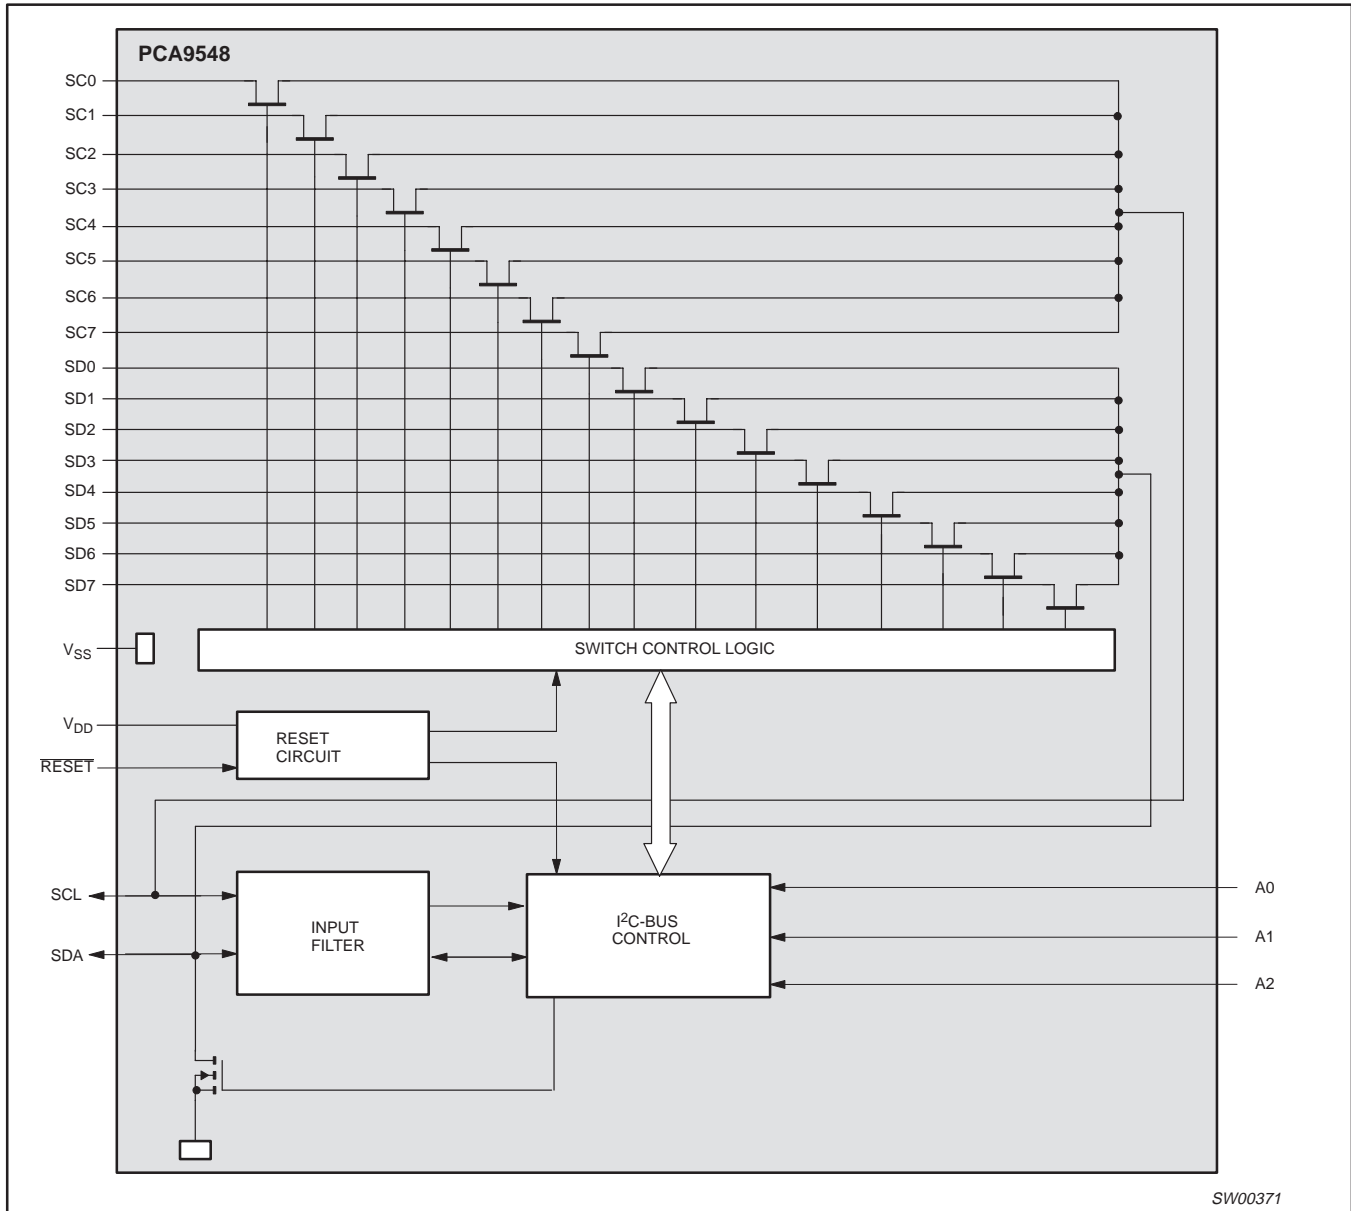 PCA9548
SC0
SC1
SC2
SC3
SC4
SC5
SC6
SC7
SD0
SD1
SD2
SD3
SD4
SD5
SD6
SD7
VSS
SWITCH CONTROL LOGIC
VDD
RESET
CIRCUIT
RESET
SCL
SDA
INPUT
FILTER
I²C-BUS
CONTROL
A0
A1
A2
SW00371